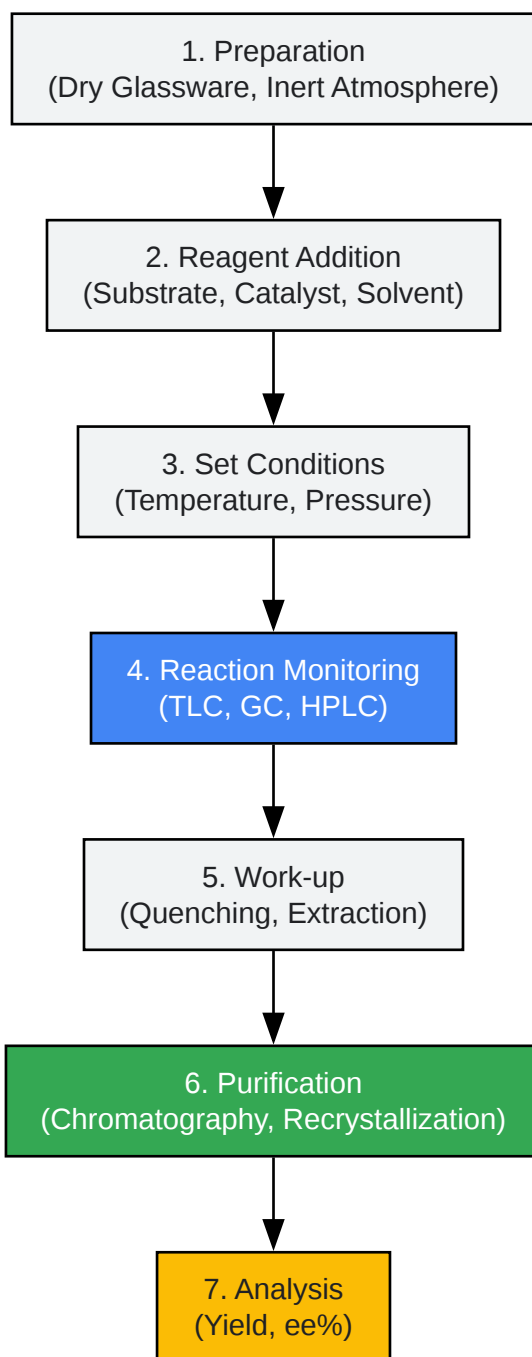 1. Preparation
(Dry Glassware, Inert Atmosphere)
2. Reagent Addition
(Substrate, Catalyst, Solvent)
3. Set Conditions
(Temperature, Pressure)
4. Reaction Monitoring
(TLC, GC, HPLC)
5. Work-up
(Quenching, Extraction)
6. Purification
(Chromatography, Recrystallization)
7. Analysis
(Yield, ee%)